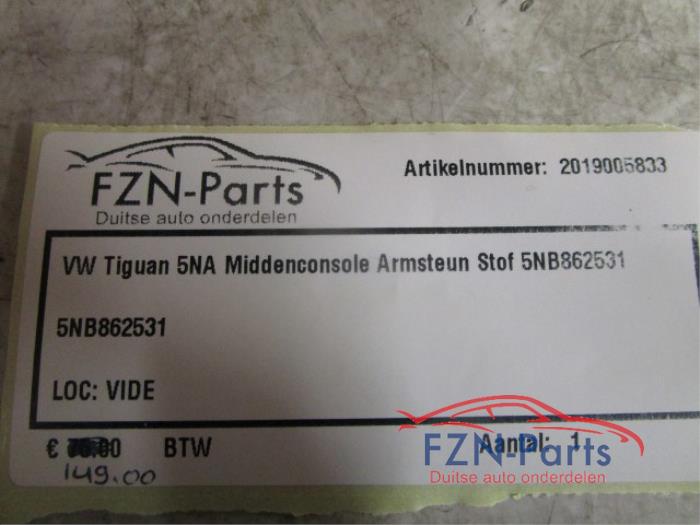 FZN-Parts
Duitse auto onderdelen
Artikelnummer: 2019005833
VW Tiguan 5NA Middenconsole Armsteun Stof 5NB862531
5NB862531
LOC: VIDE
€ BTW Aantal: 1
149.00
FZN-Parts
Duitse auto onderdelen